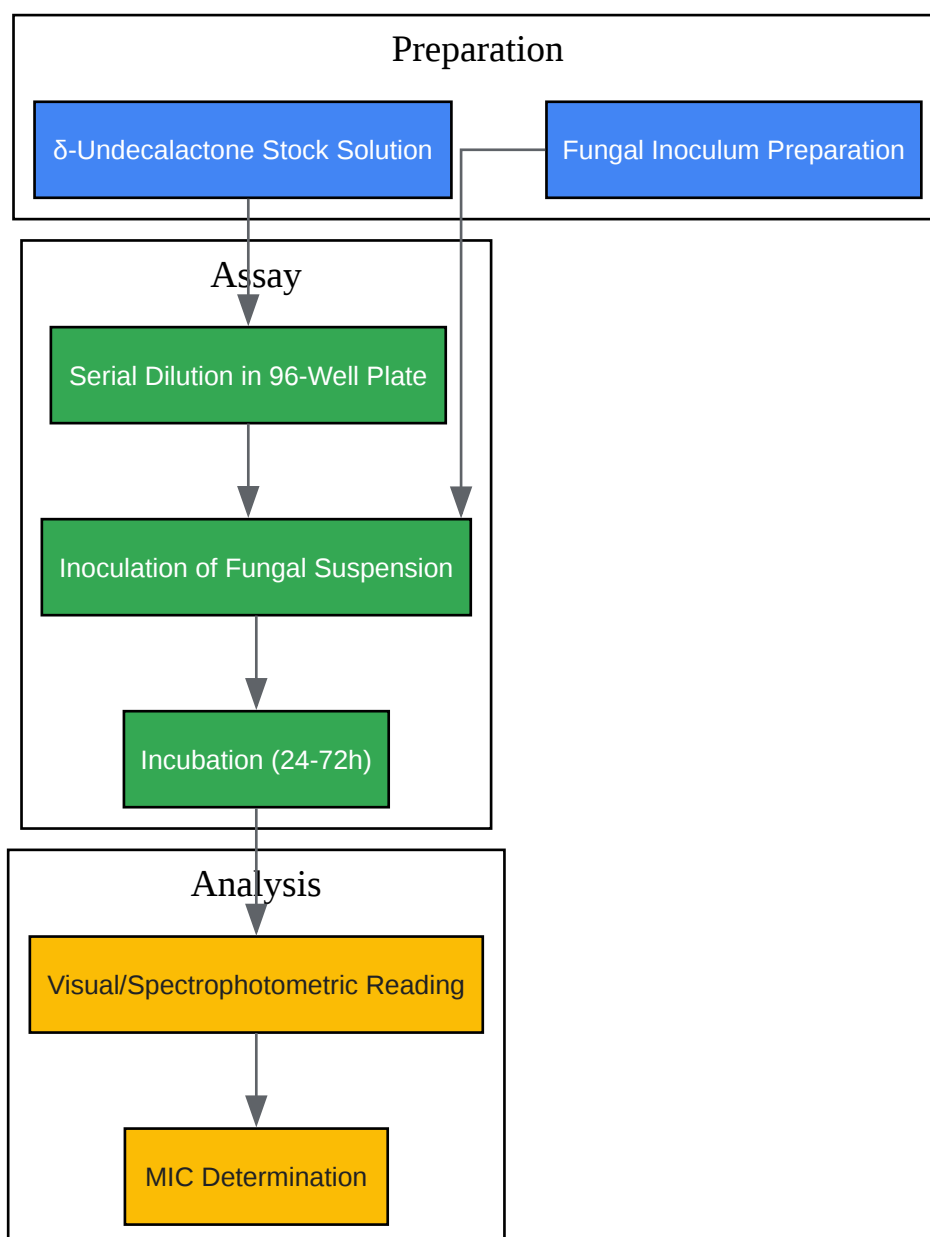 Preparation
δ-Undecalactone Stock Solution
Fungal Inoculum Preparation
Assay
Serial Dilution in 96-Well Plate
Inoculation of Fungal Suspension
Incubation (24-72h)
Analysis
Visual/Spectrophotometric Reading
MIC Determination